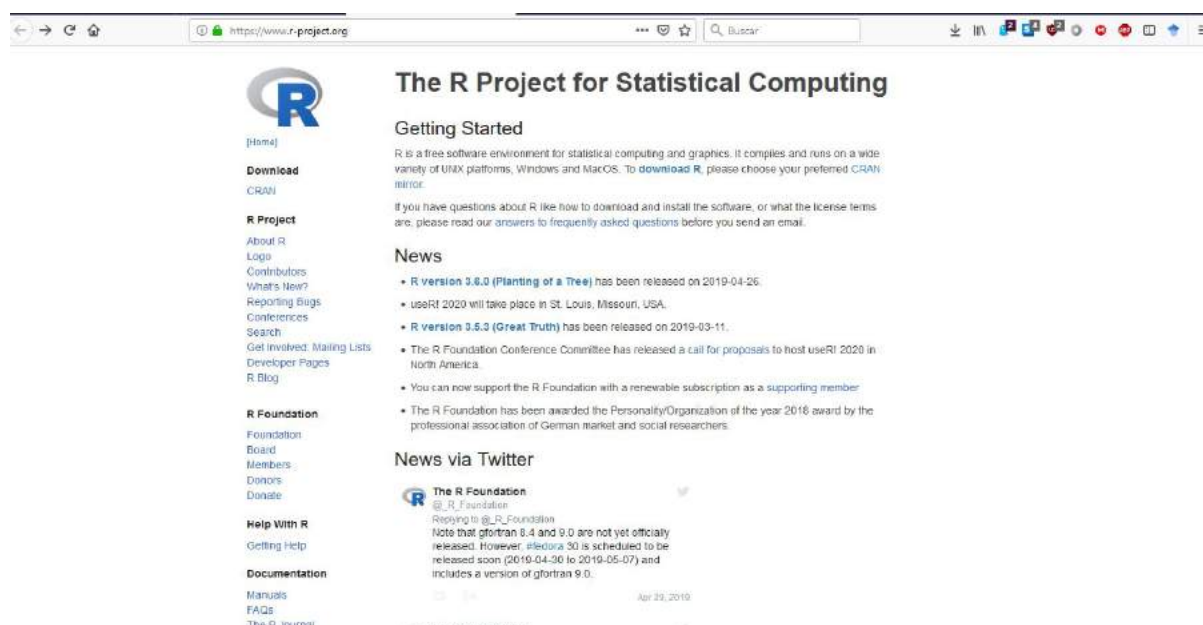 https://www.r-project.org
Buscar
R
[Home]
Download
CRAN
R Project
About R
Logo
Contributors
What's New?
Reporting Bugs
Conferences
Search
Get Involved: Mailing Lists
Developer Pages
R Blog
R Foundation
Foundation
Board
Members
Donors
Donate
Help With R
Getting Help
Documentation
Manuals
FAQs
The R Journal
The R Project for Statistical Computing
Getting Started
R is a free software environment for statistical computing and graphics. It compiles and runs on a wide
variety of UNIX platforms, Windows and MacOS. To download R, please choose your preferred CRAN
mirror.
If you have questions about R like how to download and install the software, or what the license terms
are, please read our answers to frequently asked questions before you send an email.
News
• R version 3.6.0 (Planting of a Tree) has been released on 2019-04-26.
• useR! 2020 will take place in St. Louis, Missouri, USA.
• R version 3.5.3 (Great Truth) has been released on 2019-03-11.
• The R Foundation Conference Committee has released a call for proposals to host useR! 2020 in
North America.
• You can now support the R Foundation with a renewable subscription as a supporting member
• The R Foundation has been awarded the Personality/Organization of the year 2018 award by the
professional association of German market and social researchers.
News via Twitter
R
The R Foundation
@_R_Foundation
Replying to @_R_Foundation
Note that gfortran 8.4 and 9.0 are not yet officially
released. However, #fedora 30 is scheduled to be
released soon (2019-04-30 to 2019-05-07) and
includes a version of gfortran 9.0.
Apr 29, 2019